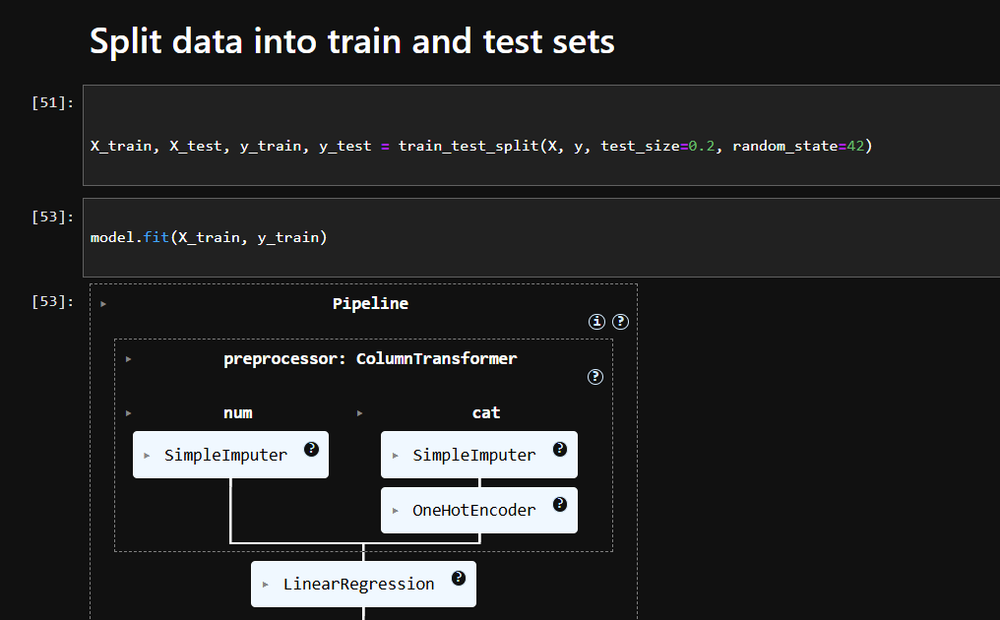 Split data into train and test sets
[51]:
X_train, X_test, y_train, y_test = train_test_split(X, y, test_size=0.2, random_state=42)
[53]:
model.fit(X_train, y_train)
[53]:
Pipeline
i ?
preprocessor: ColumnTransformer
?
num cat
SimpleImputer ? SimpleImputer ?
OneHotEncoder ?
LinearRegression ?